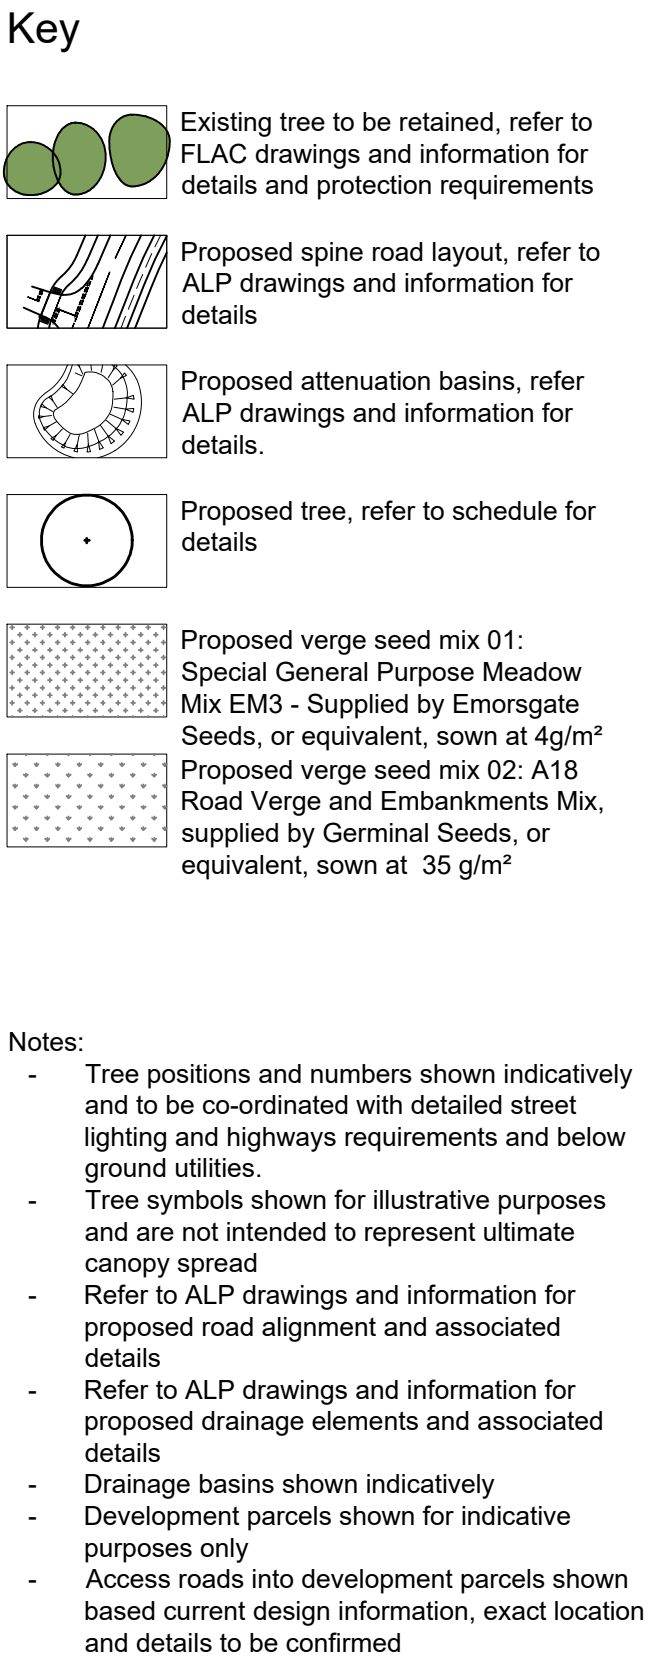 Key
Existing tree to be retained, refer to
FLAC drawings and information for
details and protection requirements
Proposed spine road layout, refer to
ALP drawings and information for
details
Proposed attenuation basins, refer
ALP drawings and information for
details.
Proposed tree, refer to schedule for
details
Proposed verge seed mix 01:
Special General Purpose Meadow
Mix EM3 - Supplied by Emorsgate
Seeds, or equivalent, sown at 4g/m²
Proposed verge seed mix 02: A18
Road Verge and Embankments Mix,
supplied by Germinal Seeds, or
equivalent, sown at  35 g/m²
Notes:
- Tree positions and numbers shown indicatively
and to be co-ordinated with detailed street
lighting and highways requirements and below
ground utilities.
- Tree symbols shown for illustrative purposes
and are not intended to represent ultimate
canopy spread
- Refer to ALP drawings and information for
proposed road alignment and associated
details
- Refer to ALP drawings and information for
proposed drainage elements and associated
details
- Drainage basins shown indicatively
- Development parcels shown for indicative
purposes only
- Access roads into development parcels shown
based current design information, exact location
and details to be confirmed